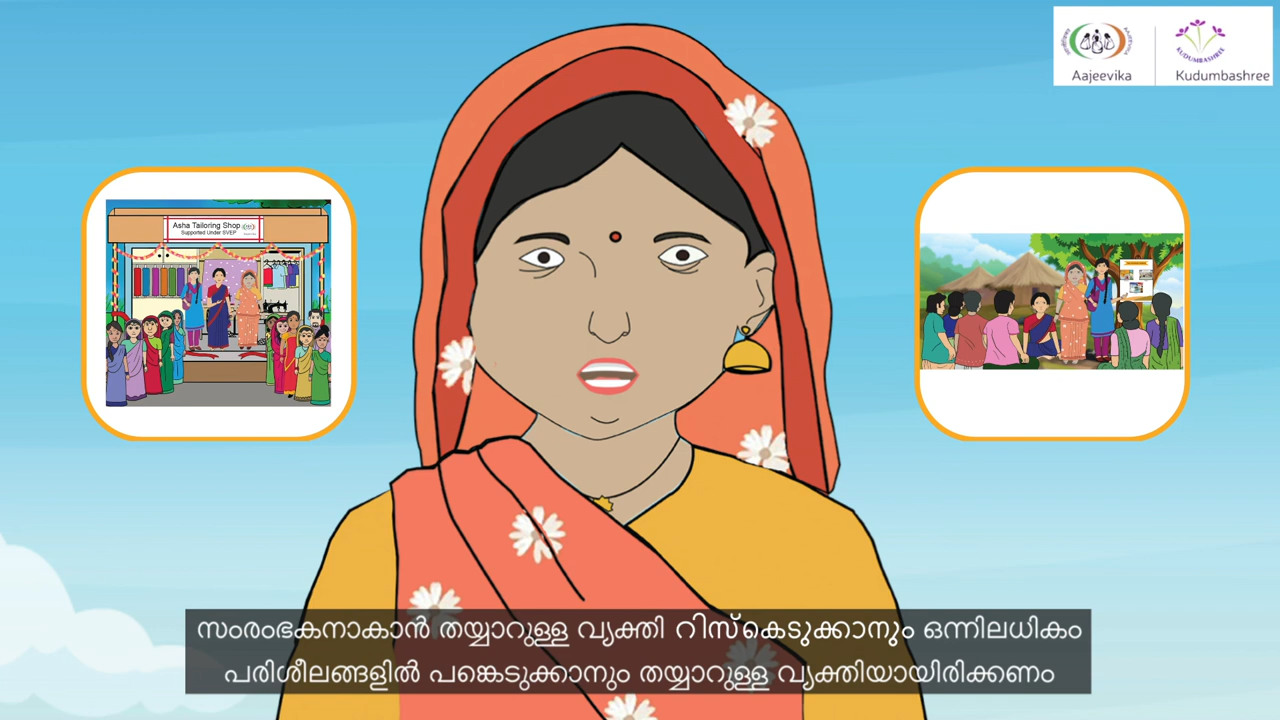 Aajeevika
KUDUMBASHREE
Kudumbashree
Asha Tailoring Shop
Supported Under SVEP
സംരംഭകനാകാൻ തയ്യാറുള്ള വ്യക്തി റിസ്കെടുക്കാനും ഒന്നിലധികം
പരിശീലങ്ങളിൽ പങ്കെടുക്കാനും തയ്യാറുള്ള വ്യക്തിയായിരിക്കണം